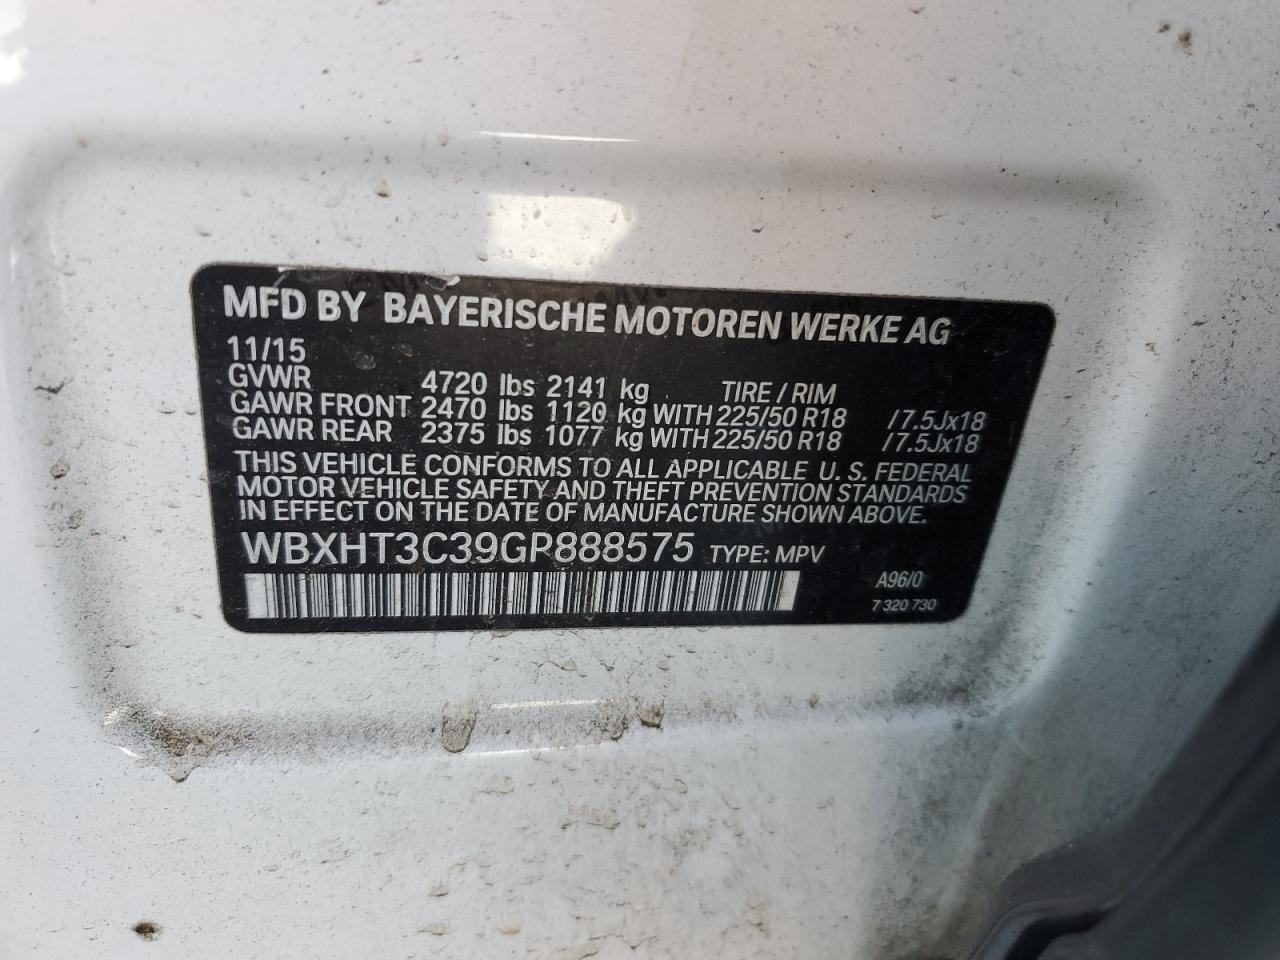 MFD BY BAYERISCHE MOTOREN WERKE AG
11/15
GVWR 4720 lbs 2141 kg TIRE / RIM
GAWR FRONT 2470 lbs 1120 kg WITH 225/50 R18 /7.5Jx18
GAWR REAR 2375 lbs 1077 kg WITH 225/50 R18 /7.5Jx18
THIS VEHICLE CONFORMS TO ALL APPLICABLE U. S. FEDERAL
MOTOR VEHICLE SAFETY AND THEFT PREVENTION STANDARDS
IN EFFECT ON THE DATE OF MANUFACTURE SHOWN ABOVE.
WBXHT3C39GP888575 TYPE: MPV
A96/0
7 320 730